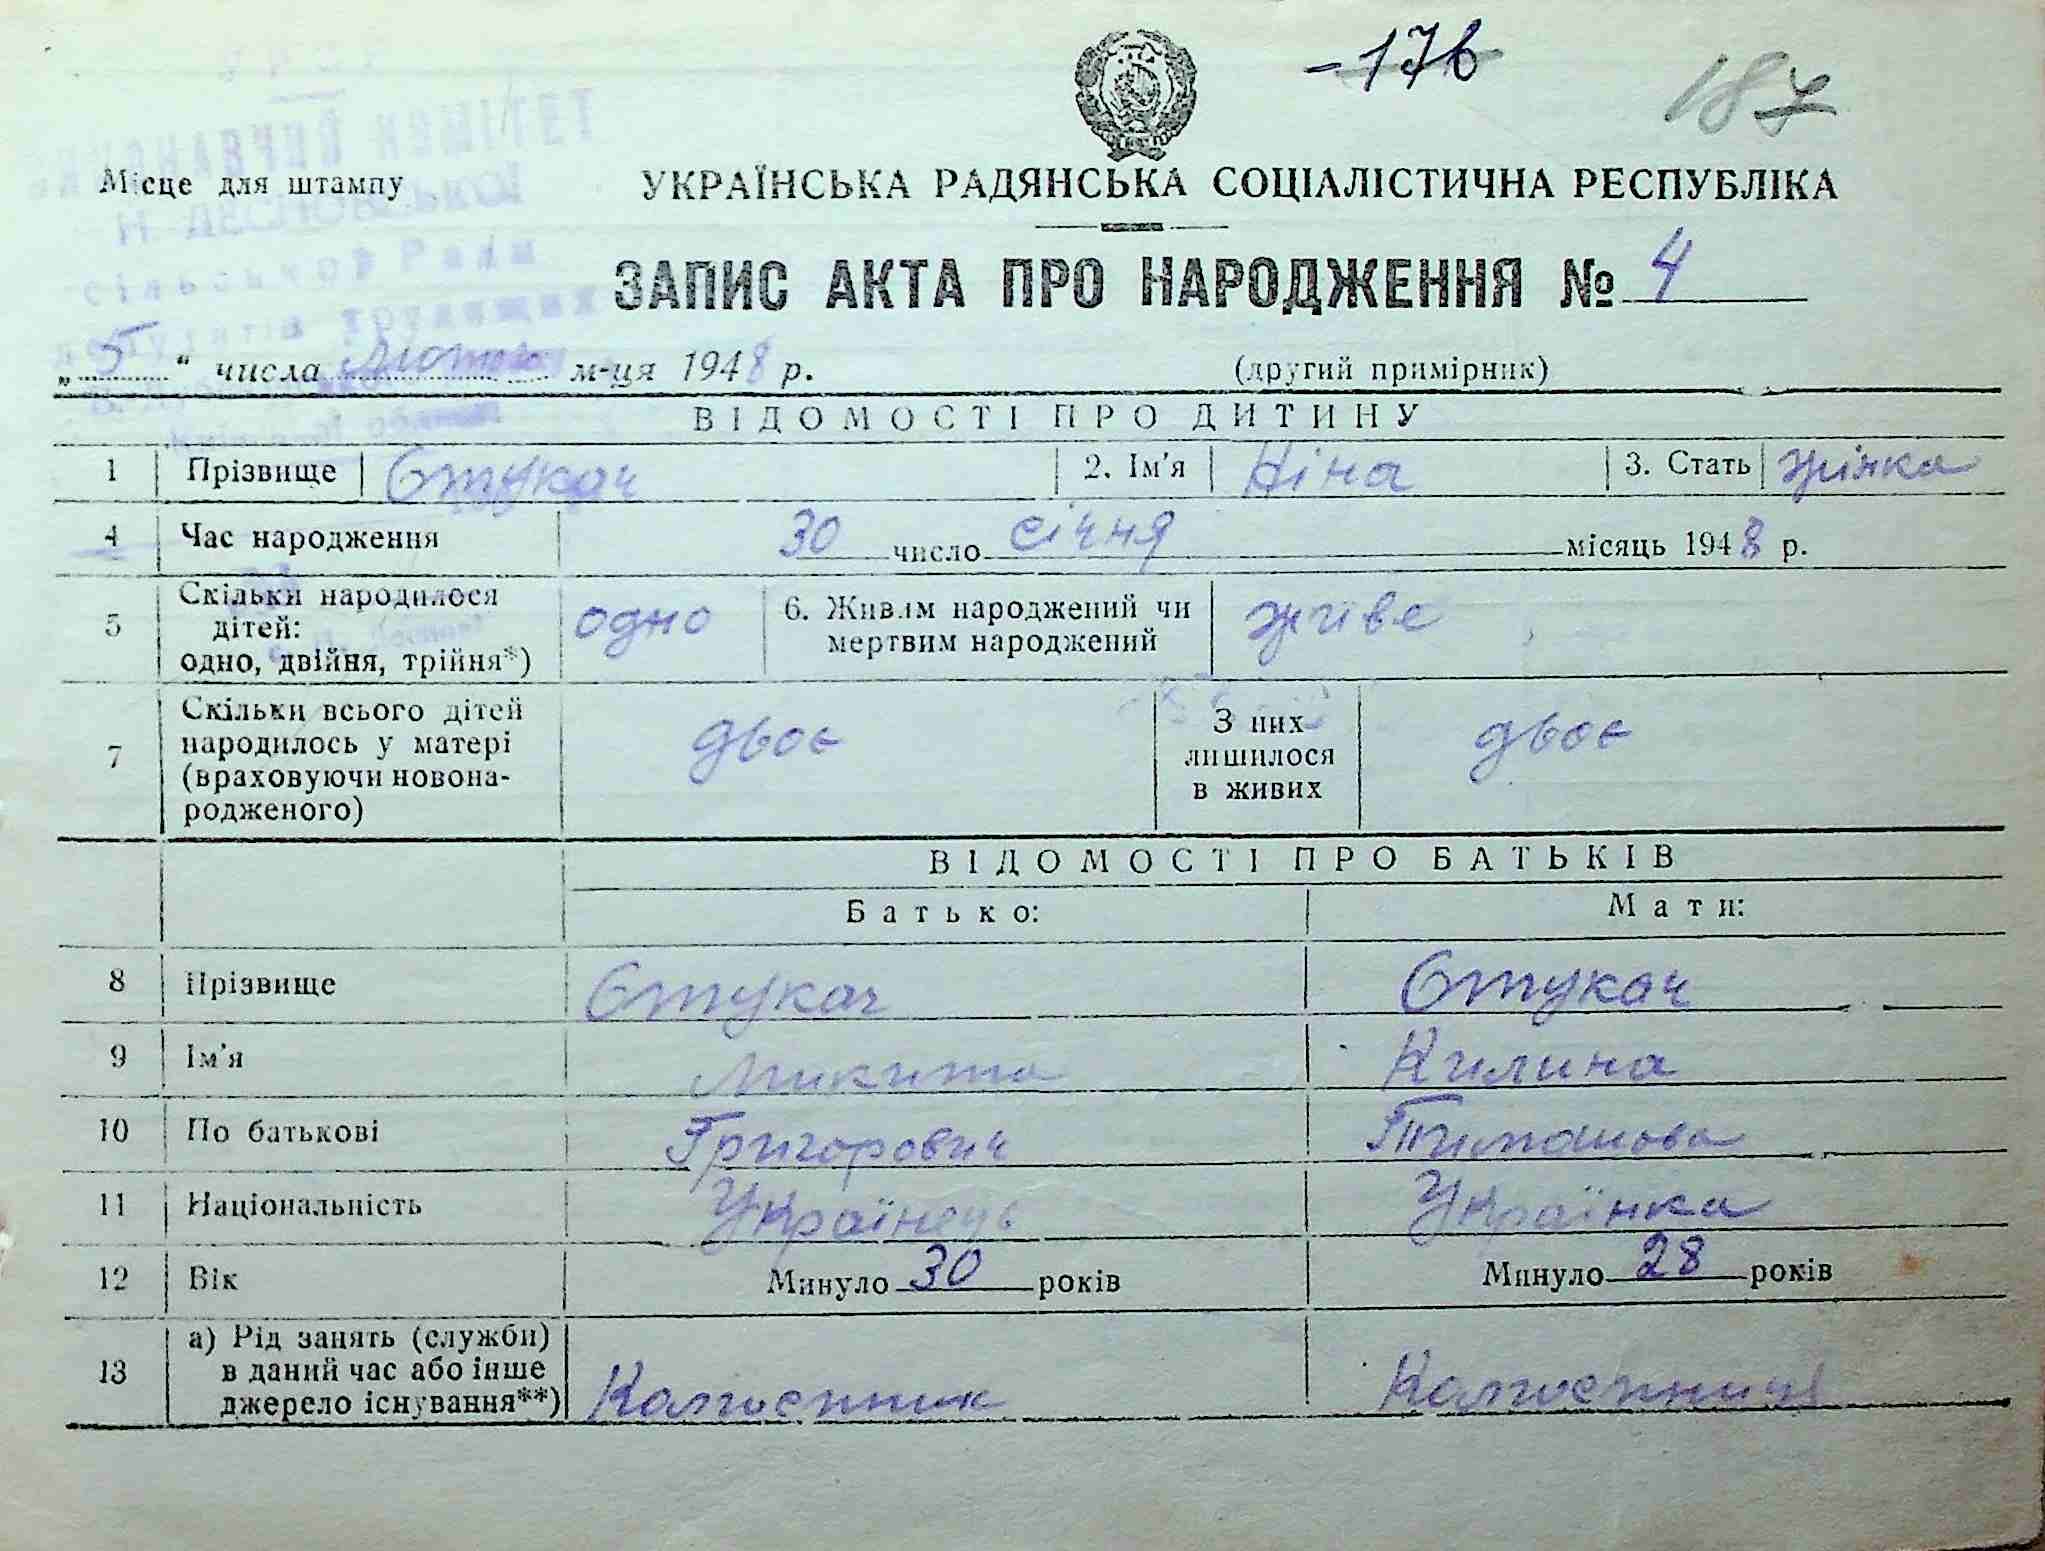 -176
187
Місце для штампу
УКРАЇНСЬКА РАДЯНСЬКА СОЦІАЛІСТИЧНА РЕСПУБЛІКА
Н. ДЕСНОВСЬКОЇ
сільської Ради
депутатів трудящих
ЗАПИС АКТА ПРО НАРОДЖЕННЯ № 4
„ 5 “ числа Лютого м-ця 1948 р. (другий примірник)
ВІДОМОСТІ ПРО ДИТИНУ
1 Прізвище Стукач 2. Ім'я Ніна 3. Стать жінка
4 Час народження 30 число січня місяць 1948 р.
5 Скільки народилося дітей: одно, двійня, трійня*) одно 6. Живим народжений чи мертвим народжений живе
7 Скільки всього дітей народилось у матері (враховуючи новонародженого) двоє З них лишилося в живих двоє
ВІДОМОСТІ ПРО БАТЬКІВ
Батько: Мати:
8 Прізвище Стукач Стукач
9 Ім'я Микита Килина
10 По батькові Григорович Тимошова
11 Національність Українець Українка
12 Вік Минуло 30 років Минуло 28 років
13 а) Рід занять (служби) в даний час або інше джерело існування**) Колгоспник Колгоспниця